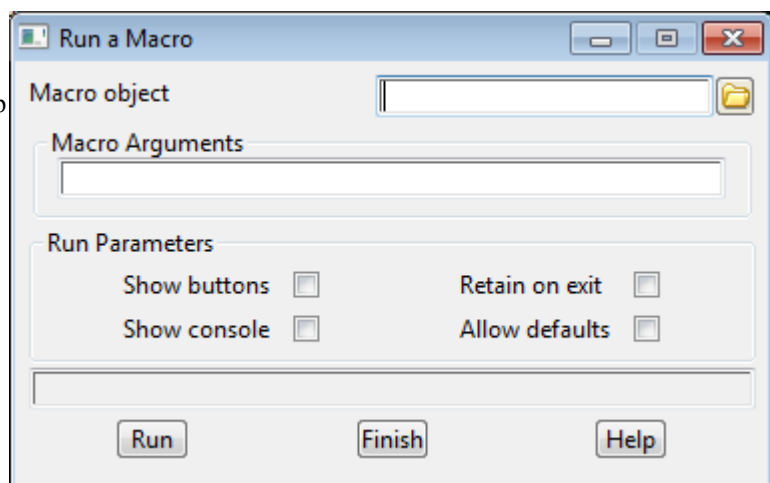 Run a Macro
Macro object
Macro Arguments
Run Parameters
Show buttons Retain on exit
Show console Allow defaults
Run Finish Help